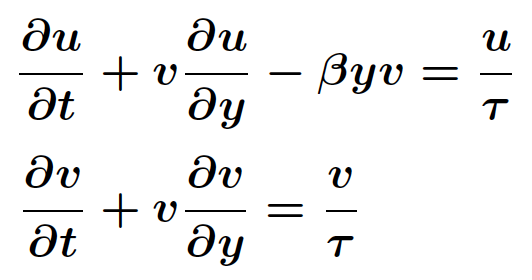 ∂u/∂t + v ∂u/∂y − βyv = u/τ
∂v/∂t + v ∂v/∂y = v/τ